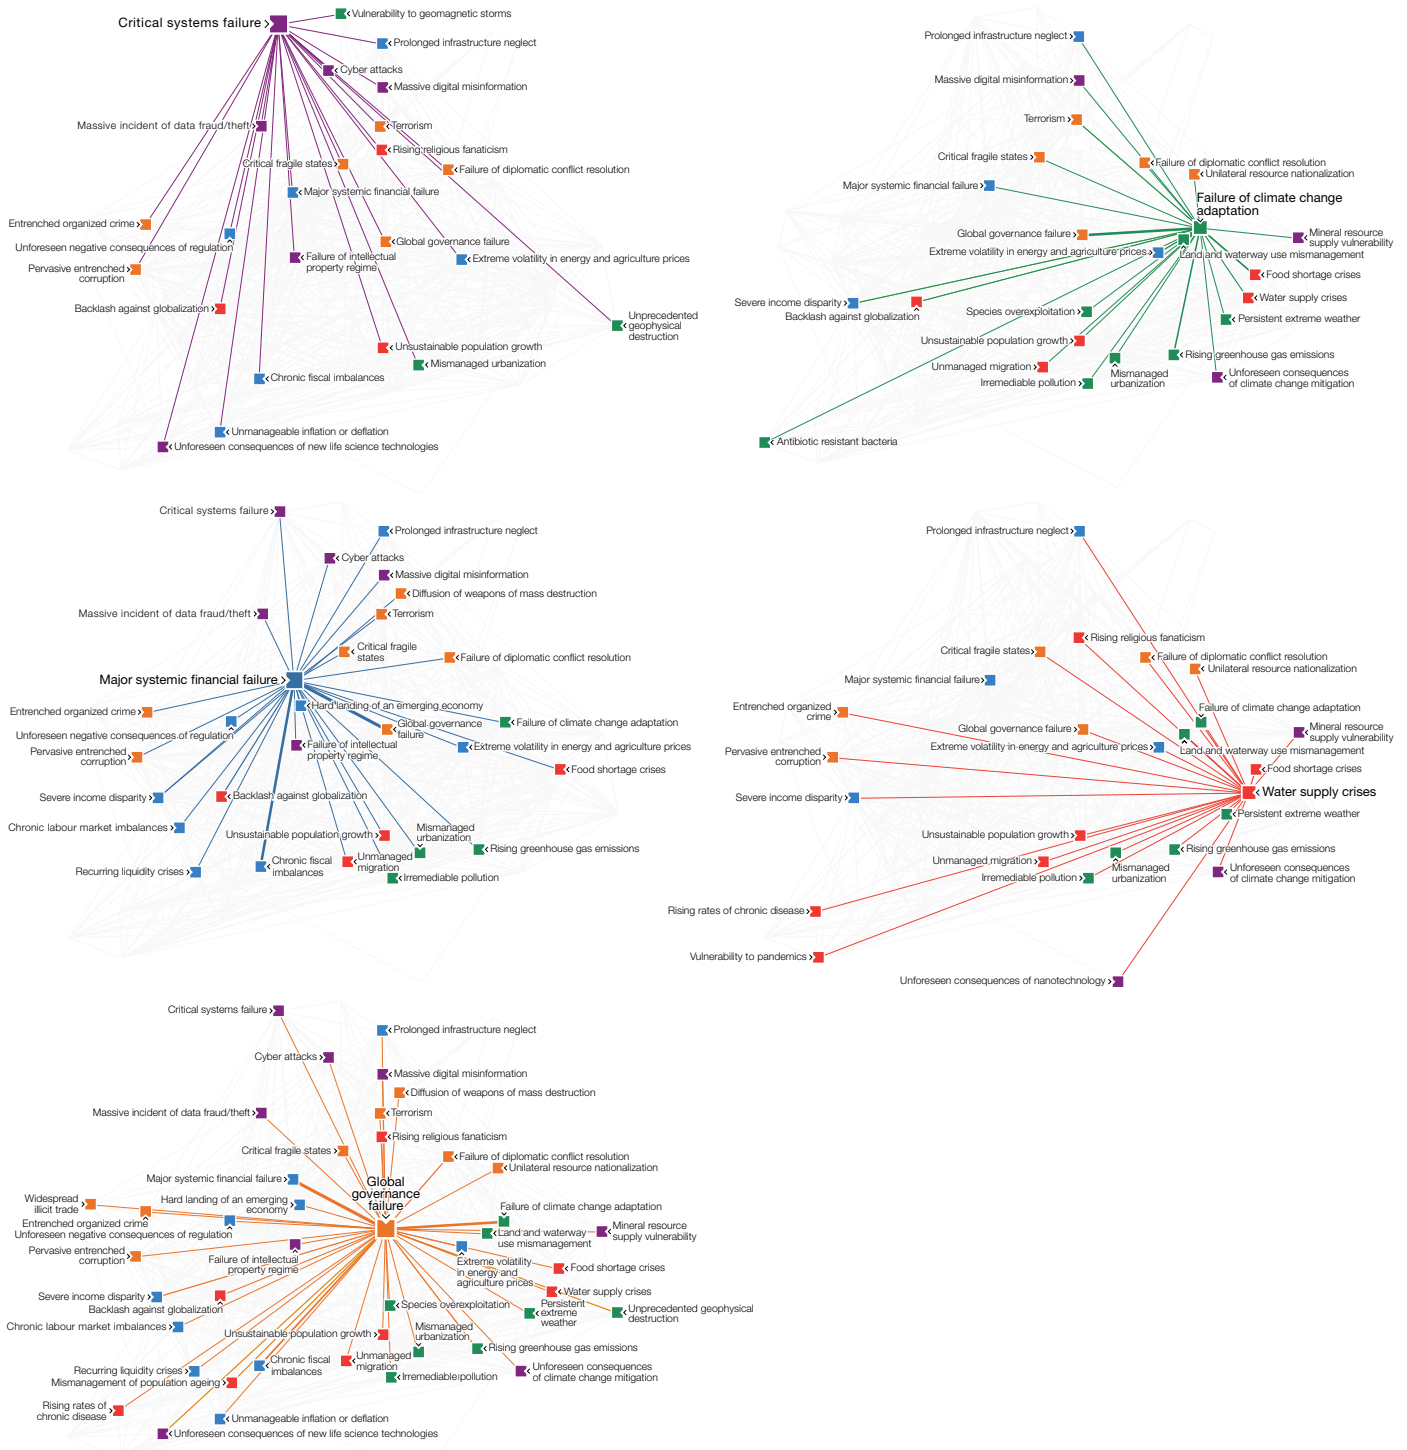 Critical systems failure
Vulnerability to geomagnetic storms
Prolonged infrastructure neglect
Cyber attacks
Massive digital misinformation
Massive incident of data fraud/theft
Terrorism
Rising religious fanaticism
Critical fragile states
Failure of diplomatic conflict resolution
Major systemic financial failure
Entrenched organized crime
Unforeseen negative consequences of regulation
Global governance failure
Failure of intellectual
property regime
Extreme volatility in energy and agriculture prices
Pervasive entrenched
corruption
Backlash against globalization
Unprecedented
geophysical
destruction
Unsustainable population growth
Mismanaged urbanization
Chronic fiscal imbalances
Unmanageable inflation or deflation
Unforeseen consequences of new life science technologies
Prolonged infrastructure neglect
Massive digital misinformation
Terrorism
Critical fragile states
Failure of diplomatic conflict resolution
Unilateral resource nationalization
Major systemic financial failure
Failure of climate change
adaptation
Global governance failure
Mineral resource
supply vulnerability
Extreme volatility in energy and agriculture prices
Land and waterway use mismanagement
Food shortage crises
Severe income disparity
Backlash against globalization
Water supply crises
Species overexploitation
Persistent extreme weather
Unsustainable population growth
Rising greenhouse gas emissions
Unmanaged migration
Mismanaged
urbanization
Irremediable pollution
Unforeseen consequences
of climate change mitigation
Antibiotic resistant bacteria
Critical systems failure
Prolonged infrastructure neglect
Cyber attacks
Massive digital misinformation
Diffusion of weapons of mass destruction
Massive incident of data fraud/theft
Terrorism
Critical fragile
states
Failure of diplomatic conflict resolution
Major systemic financial failure
Hard landing of an emerging economy
Entrenched organized crime
Unforeseen negative consequences of regulation
Global governance
failure
Failure of climate change adaptation
Failure of intellectual
property regime
Extreme volatility in energy and agriculture prices
Pervasive entrenched
corruption
Food shortage crises
Severe income disparity
Backlash against globalization
Chronic labour market imbalances
Unsustainable population growth
Mismanaged
urbanization
Rising greenhouse gas emissions
Recurring liquidity crises
Chronic fiscal
imbalances
Unmanaged
migration
Irremediable pollution
Prolonged infrastructure neglect
Rising religious fanaticism
Critical fragile states
Failure of diplomatic conflict resolution
Unilateral resource nationalization
Major systemic financial failure
Entrenched organized
crime
Failure of climate change adaptation
Global governance failure
Mineral resource
supply vulnerability
Extreme volatility in energy and agriculture prices
Land and waterway use mismanagement
Pervasive entrenched
corruption
Food shortage crises
Severe income disparity
Water supply crises
Persistent extreme weather
Unsustainable population growth
Rising greenhouse gas emissions
Unmanaged migration
Mismanaged
urbanization
Irremediable pollution
Unforeseen consequences
of climate change mitigation
Rising rates of chronic disease
Vulnerability to pandemics
Unforeseen consequences of nanotechnology
Critical systems failure
Prolonged infrastructure neglect
Cyber attacks
Massive digital misinformation
Diffusion of weapons of mass destruction
Massive incident of data fraud/theft
Terrorism
Rising religious fanaticism
Critical fragile states
Failure of diplomatic conflict resolution
Unilateral resource nationalization
Major systemic financial failure
Global
governance
failure
Widespread
illicit trade
Hard landing of an emerging
economy
Entrenched organized crime
Unforeseen negative consequences of regulation
Failure of climate change adaptation
Land and waterway
use mismanagement
Mineral resource
supply vulnerability
Pervasive entrenched
corruption
Failure of intellectual
property regime
Extreme volatility
in energy and
agriculture prices
Food shortage crises
Severe income disparity
Backlash against globalization
Water supply crises
Species overexploitation
Persistent
extreme
weather
Unprecedented geophysical
destruction
Chronic labour market imbalances
Unsustainable population growth
Mismanaged
urbanization
Rising greenhouse gas emissions
Recurring liquidity crises
Chronic fiscal
imbalances
Unmanaged
migration
Irremediable pollution
Unforeseen consequences
of climate change mitigation
Mismanagement of population ageing
Rising rates of
chronic disease
Unmanageable inflation or deflation
Unforeseen consequences of new life science technologies